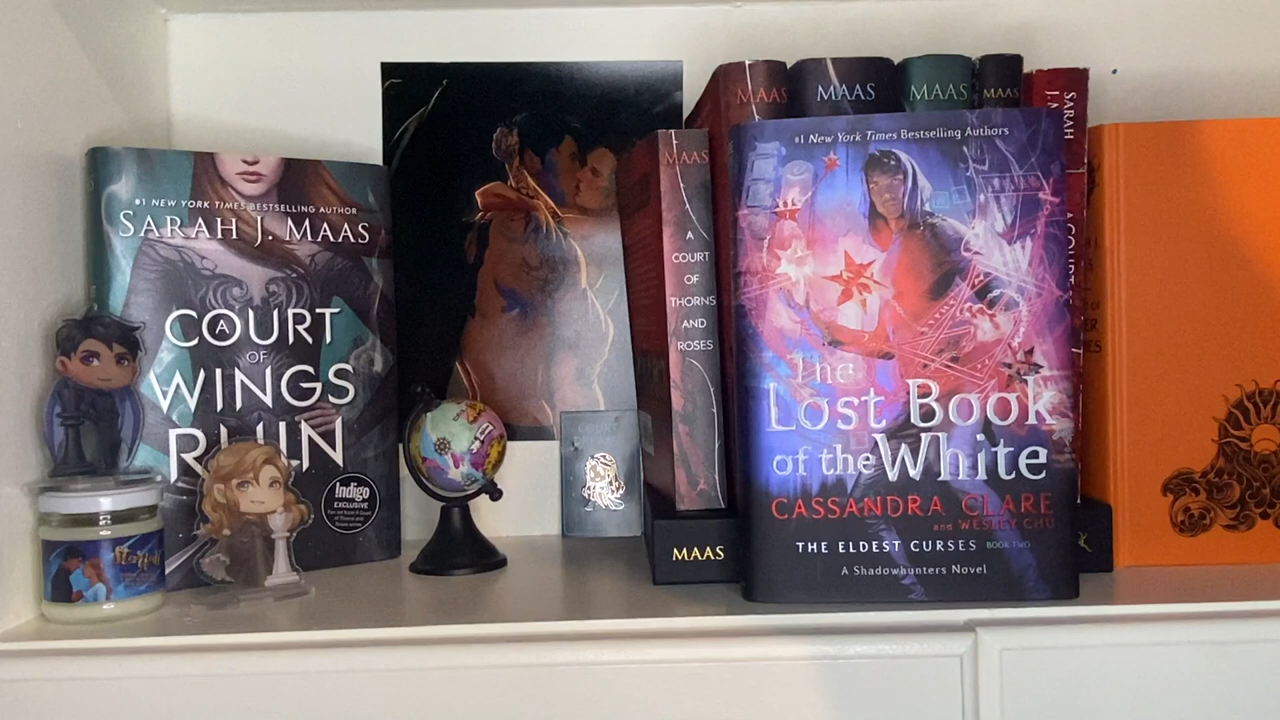 #1 NEW YORK TIMES BESTSELLING AUTHOR
SARAH J. MAAS
A
COURT
OF
WINGS
RUIN
Indigo
EXCLUSIVE
COURT
MAAS
A
COURT
OF
THORNS
AND
ROSES
MAAS
MAAS
MAAS
MAAS
MAAS
SARAH
#1 New York Times Bestselling Authors
The
Lost Book
of the White
CASSANDRA CLARE
and WESLEY CHU
THE ELDEST CURSES BOOK TWO
A Shadowhunters Novel